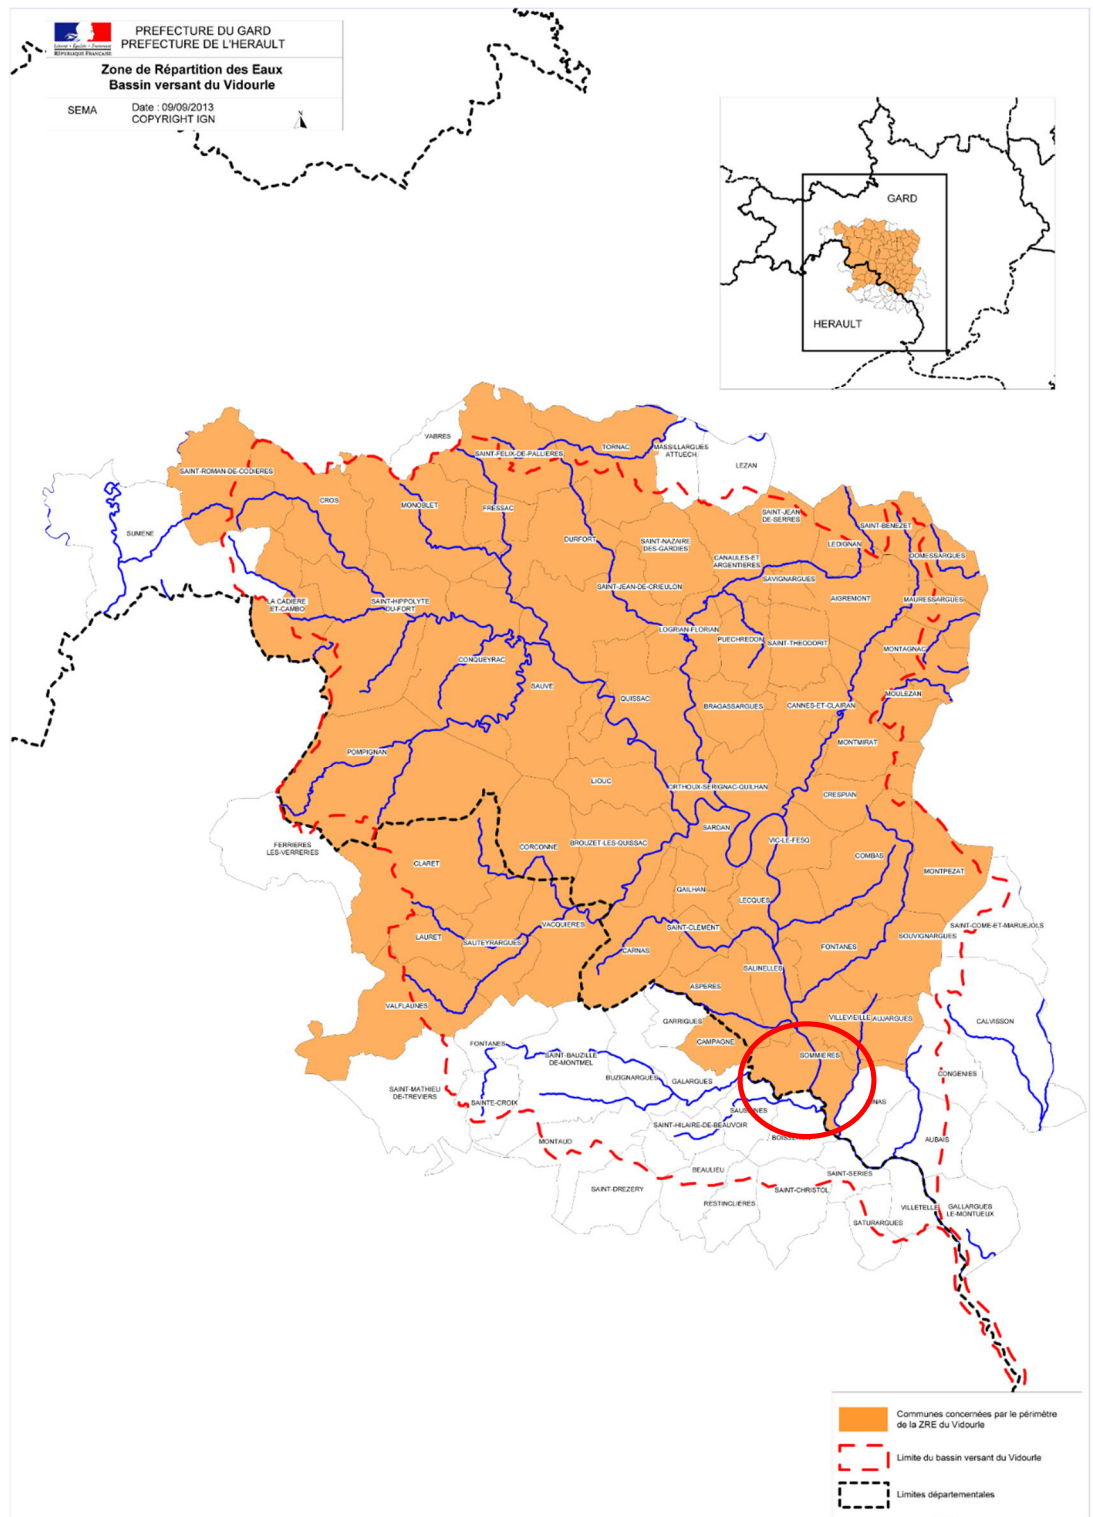 PREFECTURE DU GARD
PREFECTURE DE L'HERAULT
Liberté • Égalité • Fraternité
RÉPUBLIQUE FRANÇAISE
Zone de Répartition des Eaux
Bassin versant du Vidourle
SEMA
Date : 09/09/2013
COPYRIGHT IGN
N
GARD
HERAULT
VABRES
SAINT-FELIX-DE-PALLIERES
TORNAC
MASSILLARGUES
ATTUECH
LEZAN
SAINT-ROMAN-DE-CODIERES
CROS
MONOBLET
FRESSAC
SAINT-JEAN
DE-SERRES
SAINT-BENEZET
SUMENE
DURFORT
SAINT-NAZAIRE
DES-GARDIES
LEDIGNAN
DOMESSARGUES
CANAULES-ET
ARGENTIERES
SAVIGNARGUES
SAINT-JEAN-DE-CRIEULON
AIGREMONT
MAURESSARGUES
LA CADIERE
ET-CAMBO
SAINT-HIPPOLYTE
DU-FORT
LOGRIAN-FLORIAN
PUECHREDON
SAINT-THEODORIT
MONTAGNAC
CONQUEYRAC
SAUVE
QUISSAC
MOULEZAN
BRAGASSARGUES
CANNES-ET-CLAIRAN
MONTMIRAT
POMPIGNAN
LIOUC
ORTHOUX-SERIGNAC-QUILHAN
CRESPIAN
SARDAN
FERRIERES
LES-VERRERIES
CORCONNE
BROUZET-LES-QUISSAC
VIC-LE-FESQ
CLARET
COMBAS
MONTPEZAT
GAILHAN
LECQUES
VACQUIERES
SAINT-CLEMENT
SAINT-COME-ET-MARUEJOLS
LAURET
SAUTEYRARGUES
CARNAS
FONTANES
SOUVIGNARGUES
SALINELLES
ASPERES
VALFLAUNES
GARRIGUES
VILLEVIEILLE
AUJARGUES
CALVISSON
CAMPAGNE
FONTANES
SAINT-BAUZILLE
DE-MONTMEL
SOMMIERES
BUZIGNARGUES
GALARGUES
CONGENIES
SAINT-MATHIEU
DE-TREVIERS
SAINTE-CROIX
SAINT-HILAIRE-DE-BEAUVOIR
MONTAUD
AUBAIS
BEAULIEU
SAINT-SERIES
SAINT-DREZERY
SAINT-CHRISTOL
RESTINCLIERES
VILLETELLE
GALLARGUES
LE-MONTUEUX
SATURARGUES
Communes concernées par le périmètre
de la ZRE du Vidourle
Limite du bassin versant du Vidourle
Limites départementales